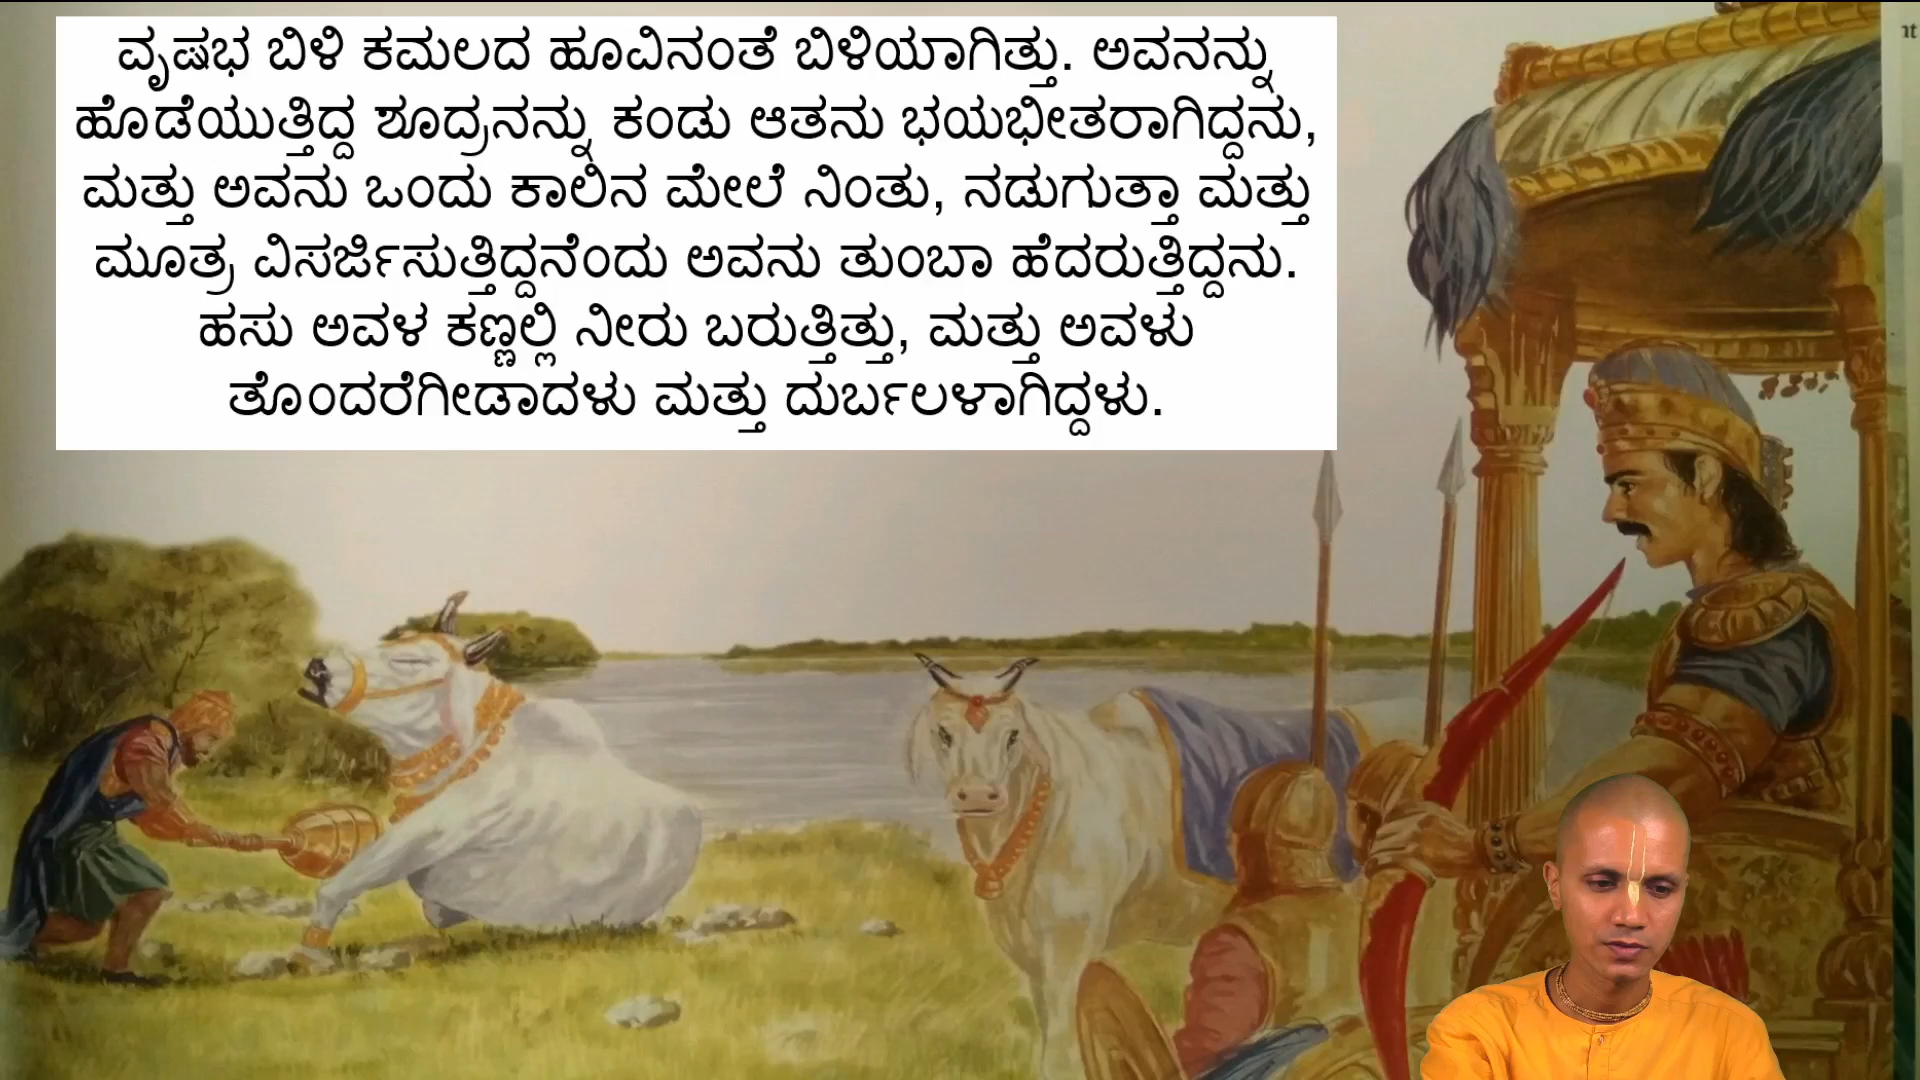 ವೃಷಭ ಬಿಳಿ ಕಮಲದ ಹೂವಿನಂತೆ ಬಿಳಿಯಾಗಿತ್ತು. ಅವನನ್ನು
ಹೊಡೆಯುತ್ತಿದ್ದ ಶೂದ್ರನನ್ನು ಕಂಡು ಆತನು ಭಯಭೀತರಾಗಿದ್ದನು,
ಮತ್ತು ಅವನು ಒಂದು ಕಾಲಿನ ಮೇಲೆ ನಿಂತು, ನಡುಗುತ್ತಾ ಮತ್ತು
ಮೂತ್ರ ವಿಸರ್ಜಿಸುತ್ತಿದ್ದನೆಂದು ಅವನು ತುಂಬಾ ಹೆದರುತ್ತಿದ್ದನು.
ಹಸು ಅವಳ ಕಣ್ಣಲ್ಲಿ ನೀರು ಬರುತ್ತಿತ್ತು, ಮತ್ತು ಅವಳು
ತೊಂದರೆಗೀಡಾದಳು ಮತ್ತು ದುರ್ಬಲಳಾಗಿದ್ದಳು.